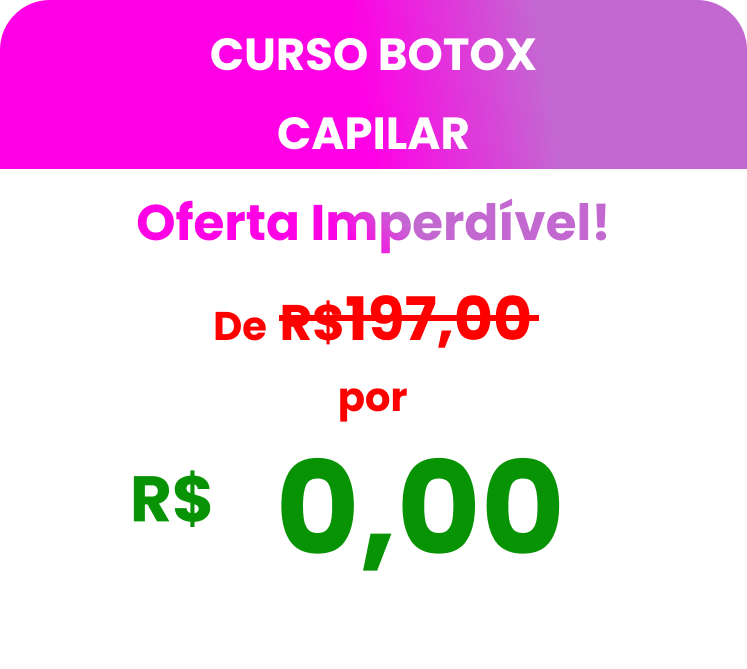 CURSO BOTOX
CAPILAR
Oferta Imperdível!
De R$197,00
por
R$ 0,00